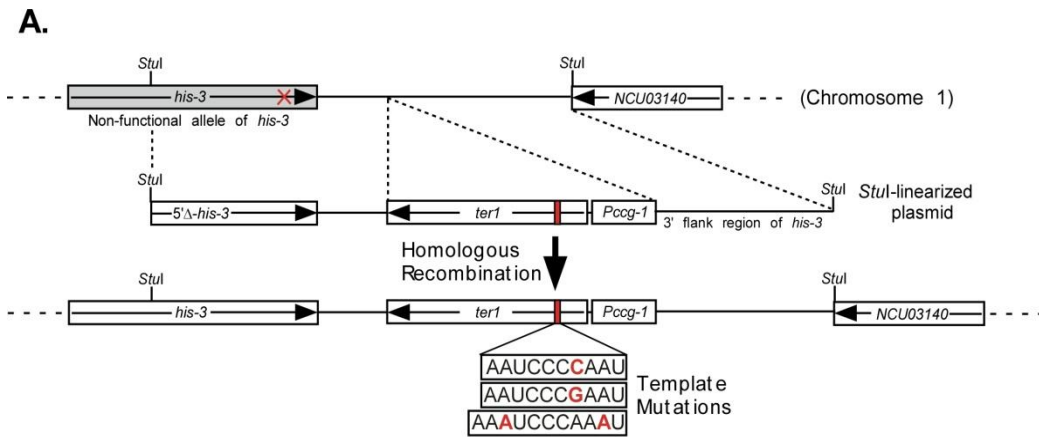 A.
StuI
StuI
his-3
NCU03140
(Chromosome 1)
Non-functional allele of his-3
StuI
StuI
5'Δ-his-3
ter1
Pccg-1
3' flank region of his-3
StuI-linearized
plasmid
Homologous
Recombination
StuI
StuI
his-3
ter1
Pccg-1
NCU03140
AAUCCCCAAU
AAUCCCGAAU
AAAUCCCAAAU
Template
Mutations